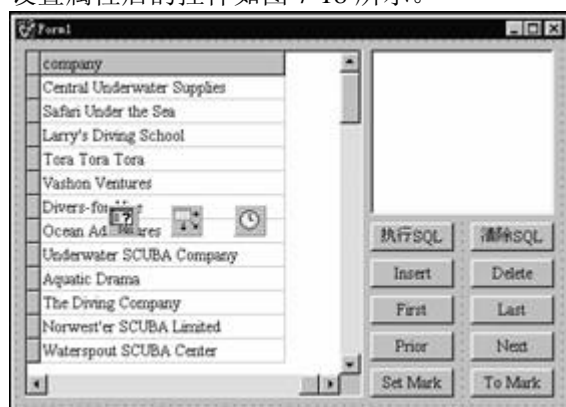 设置属性后的控件如图 7-18 所示。
Form1
company
Central Underwater Supplies
Safari Under the Sea
Larry's Diving School
Tora Tora Tora
Vashon Ventures
Divers-for
Ocean Ad ures
Underwater SCUBA Company
Aquatic Drama
The Diving Company
Norwest'er SCUBA Limited
Waterspout SCUBA Center
执行SQL 清除SQL
Insert Delete
First Last
Prior Next
Set Mark To Mark